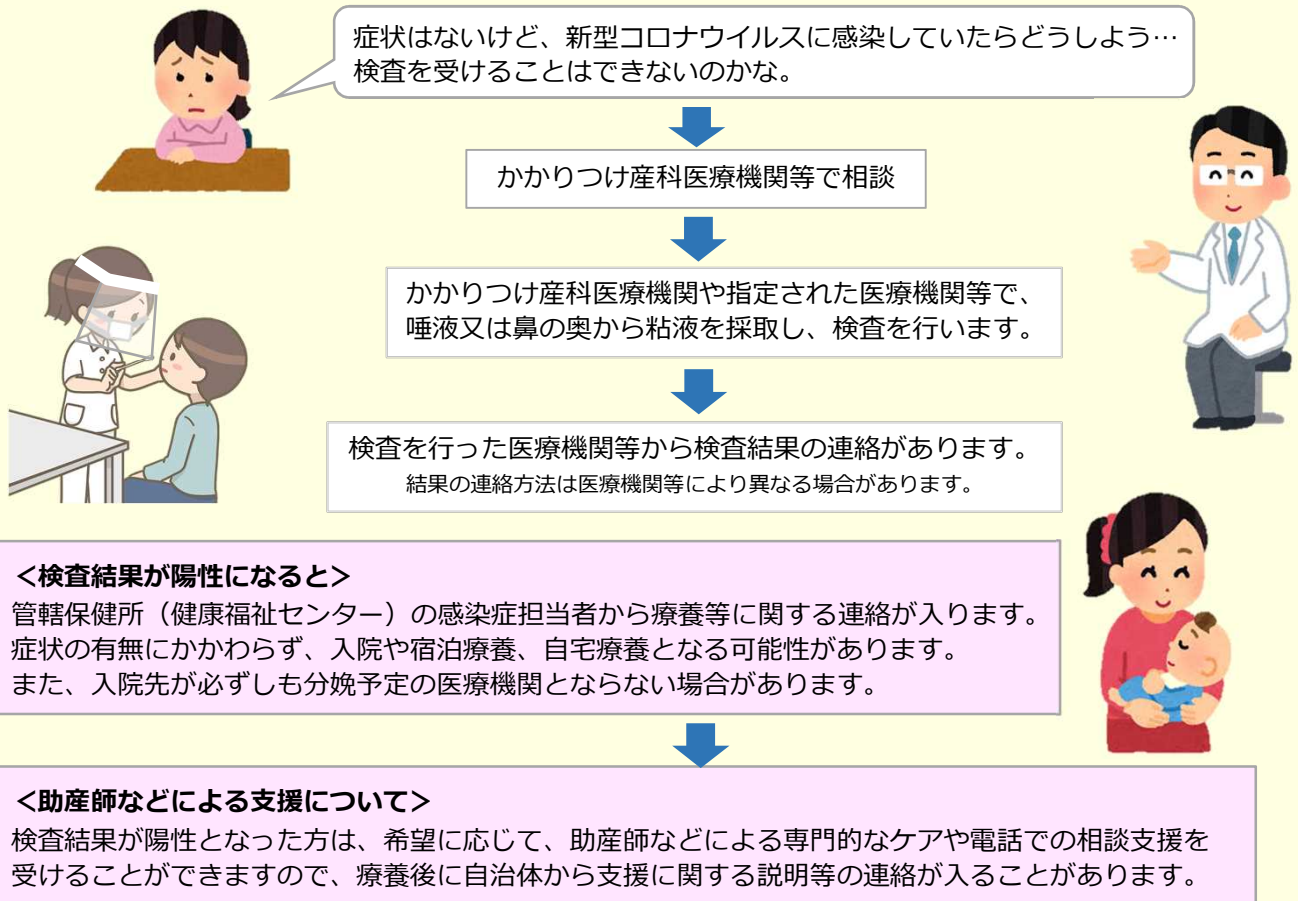 症状はないけど、新型コロナウイルスに感染していたらどうしよう…
検査を受けることはできないのかな。
かかりつけ産科医療機関等で相談
かかりつけ産科医療機関や指定された医療機関等で、
唾液又は鼻の奥から粘液を採取し、検査を行います。
検査を行った医療機関等から検査結果の連絡があります。
結果の連絡方法は医療機関等により異なる場合があります。
＜検査結果が陽性になると＞
管轄保健所（健康福祉センター）の感染症担当者から療養等に関する連絡が入ります。
症状の有無にかかわらず、入院や宿泊療養、自宅療養となる可能性があります。
また、入院先が必ずしも分娩予定の医療機関とならない場合があります。
＜助産師などによる支援について＞
検査結果が陽性となった方は、希望に応じて、助産師などによる専門的なケアや電話での相談支援を
受けることができますので、療養後に自治体から支援に関する説明等の連絡が入ることがあります。